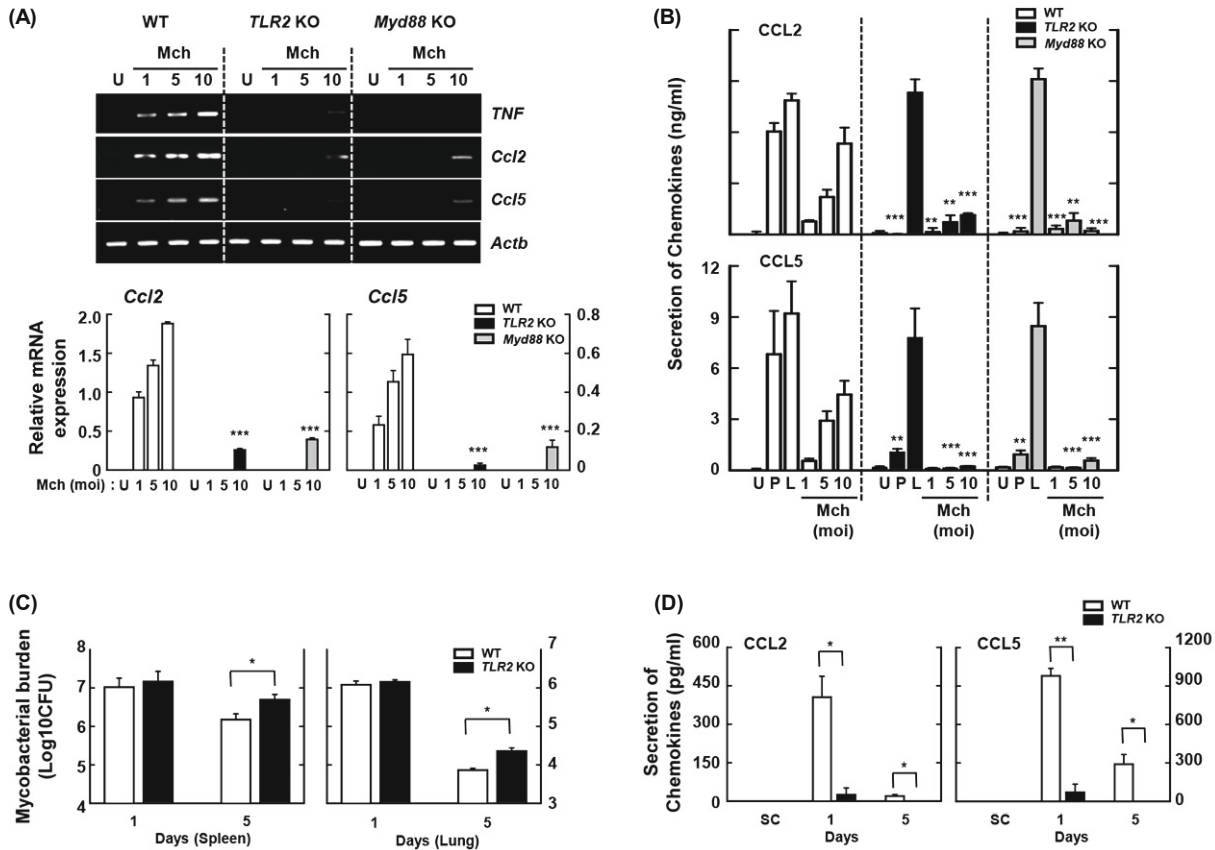 (A)
WT TLR2 KO Myd88 KO
Mch Mch Mch
U 1 5 10 U 1 5 10 U 1 5 10
TNF
Ccl2
Ccl5
Actb
Ccl2 Ccl5
WT
TLR2 KO
Myd88 KO
Relative mRNA
expression
2.0
1.5
1.0
0.5
0
0.8
0.6
0.4
0.2
0
*** *** *** ***
Mch (moi) : U 1 5 10 U 1 5 10 U 1 5 10 U 1 5 10 U 1 5 10 U 1 5 10
(B)
WT
TLR2 KO
Myd88 KO
Secretion of Chemokines (ng/ml)
CCL2
*** ** ** *** *** *** ** ***
CCL5
12
9
6
3
0
** *** *** ** *** ***
U P L 1 5 10 U P L 1 5 10 U P L 1 5 10
Mch Mch Mch
(moi) (moi) (moi)
(C)
WT
TLR2 KO
Mycobacterial burden
(Log10CFU)
8
7
6
5
4
7
6
5
4
3
* *
1 5 1 5
Days (Spleen) Days (Lung)
(D)
WT
TLR2 KO
Secretion of
Chemokines (pg/ml)
CCL2 CCL5
600
450
300
150
0
1200
900
600
300
0
* * ** *
SC 1 5 SC 1 5
Days Days